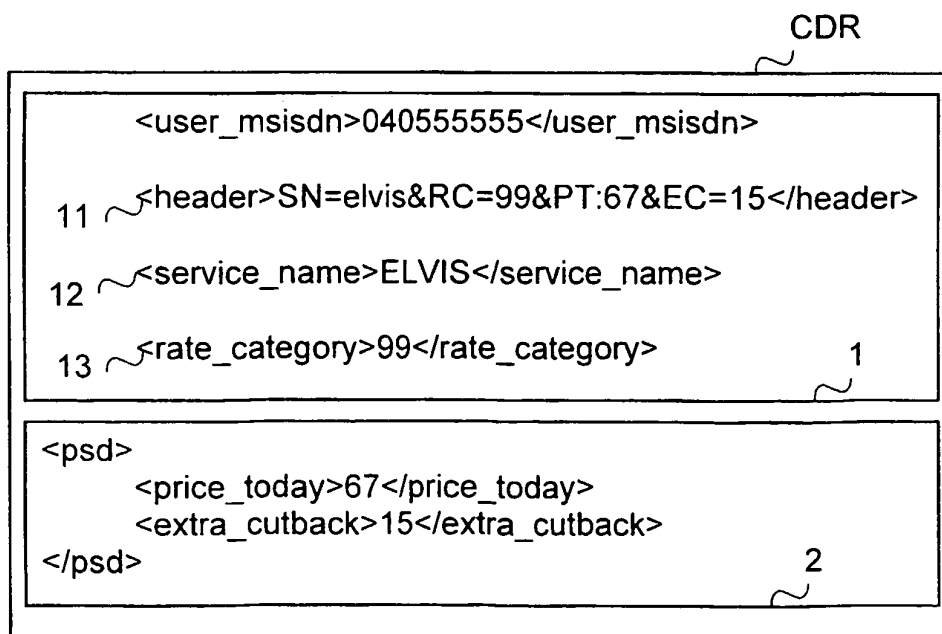 CDR
<user_msisdn>040555555</user_msisdn>
11 <header>SN=elvis&RC=99&PT:67&EC=15</header>
12 <service_name>ELVIS</service_name>
13 <rate_category>99</rate_category>
1
<psd>
<price_today>67</price_today>
<extra_cutback>15</extra_cutback>
</psd>
2